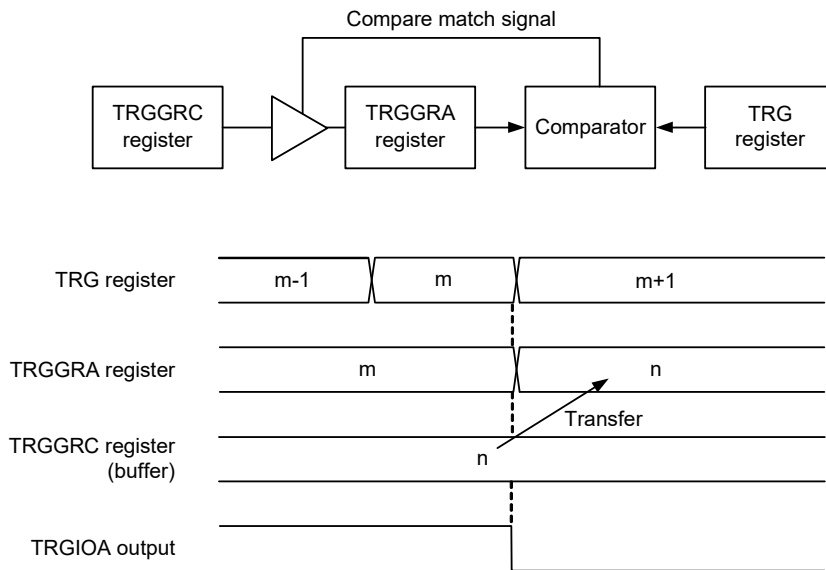 Compare match signal
TRGGRC
register
TRGGRA
register
Comparator
TRG
register
TRG register
m-1
m
m+1
TRGGRA register
m
n
Transfer
TRGGRC register
(buffer)
n
TRGIOA output